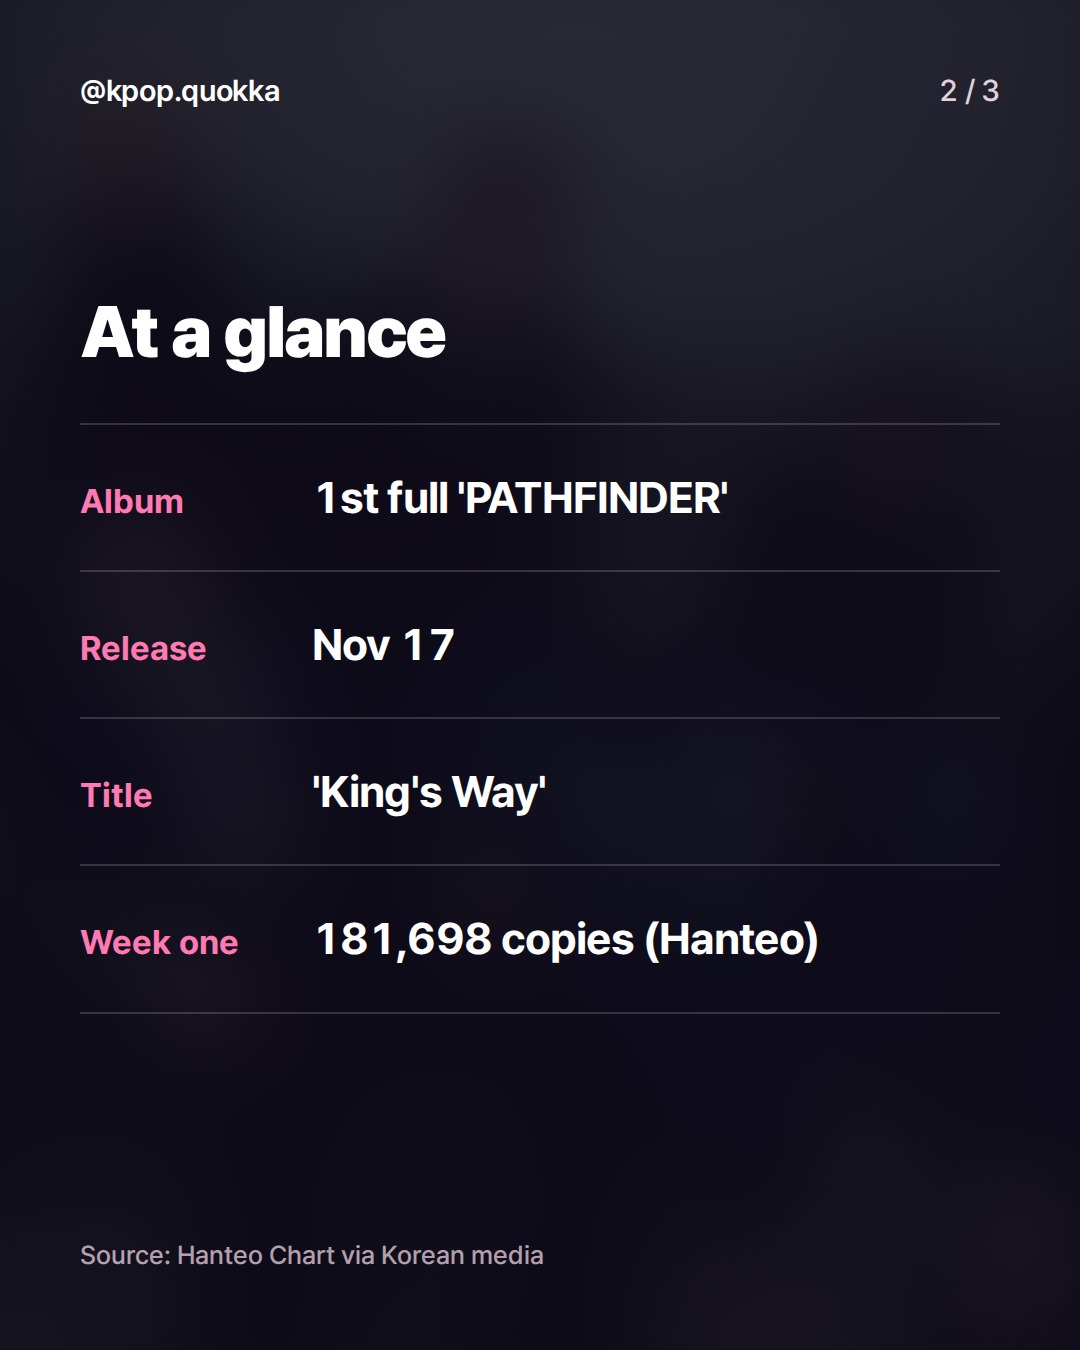 @kpop.quokka
2 / 3
At a glance
Album 1st full 'PATHFINDER'
Release Nov 17
Title 'King's Way'
Week one 181,698 copies (Hanteo)
Source: Hanteo Chart via Korean media